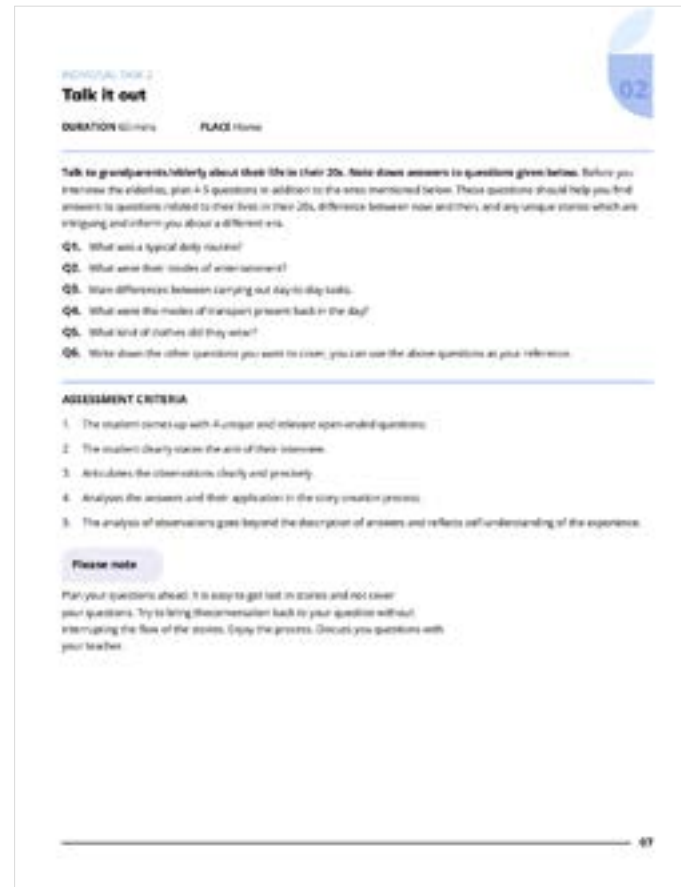 INDIVIDUAL TASK 2
02
Talk it out
DURATION 60 mins PLACE Home
Talk to grandparents/elderly about their life in their 20s. Note down answers to questions given below. Before you
interview the elderlies, plan 4-5 questions in addition to the ones mentioned below. These questions should help you find
answers to questions related to their lives in their 20s, difference between now and then, and any unique stories which are
intriguing and inform you about a different era.
Q1. What was a typical daily routine?
Q2. What were their modes of entertainment?
Q3. Main differences between carrying out day to day tasks.
Q4. What were the modes of transport present back in the day?
Q5. What kind of clothes did they wear?
Q6. Write down the other questions you want to cover, you can use the above questions as your reference.
ASSESSMENT CRITERIA
1. The student comes up with 4 unique and relevant open-ended questions.
2. The student clearly states the aim of their interview.
3. Articulates the observations clearly and precisely.
4. Analyses the answers and their application in the story creation process.
5. The analysis of observations goes beyond the description of answers and reflects self-understanding of the experience.
Please note
Plan your questions ahead. It is easy to get lost in stories and not cover
your questions. Try to bring the conversation back to your question without
interrupting the flow of the stories. Enjoy the process. Discuss you questions with
your teacher.
07